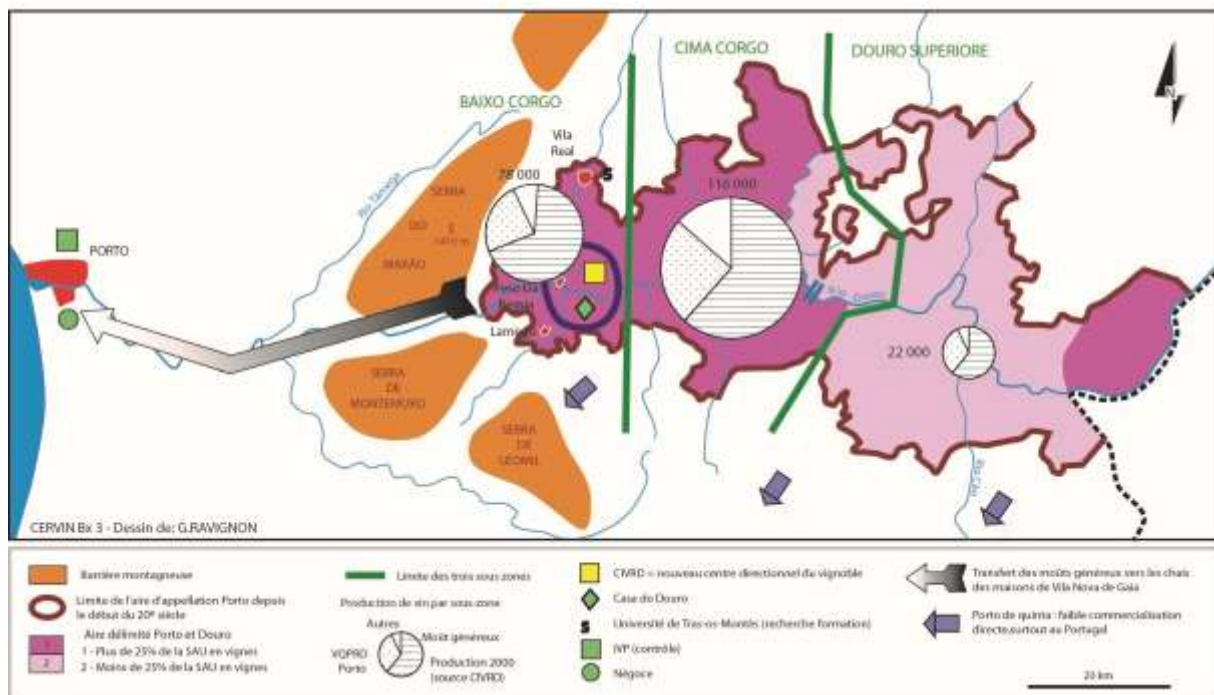 CIMA CORGO
DOURO SUPERIORE
N
BAIXO CORGO
Vila
Real
78 000
116 000
S
Rio Tâmega
SERRA
DO
MARÃO
PORTO
Lamego
22 000
SERRA
DE
MONTEMURO
SERRA
DE
LEOMIL
CERVIN Bx 3 - Dessin de: G.RAVIGNON
Barrière montagneuse
Limite de l'aire d'appellation Porto depuis
le début du 20e siècle
Aire délimité Porto et Douro
1
1 - Plus de 25% de la SAU en vignes
2
2 - Moins de 25% de la SAU en vignes
Limite des trois sous zones
Production de vin par sous zone
Autres
Moût généreux
VQPRD
Porto
Production 2000
(source CIVRD)
CIVRD = nouveau centre directionnel du vignoble
Casa do Douro
S
Université de Tras-os-Montès (recherche formation)
IVP (contrôle)
Négoce
Transfert des moûts généreux vers les chais
des maisons de Vila Nova de Gaia
Porto de quinta : faible commercialisation
directe, surtout au Portugal
20 km